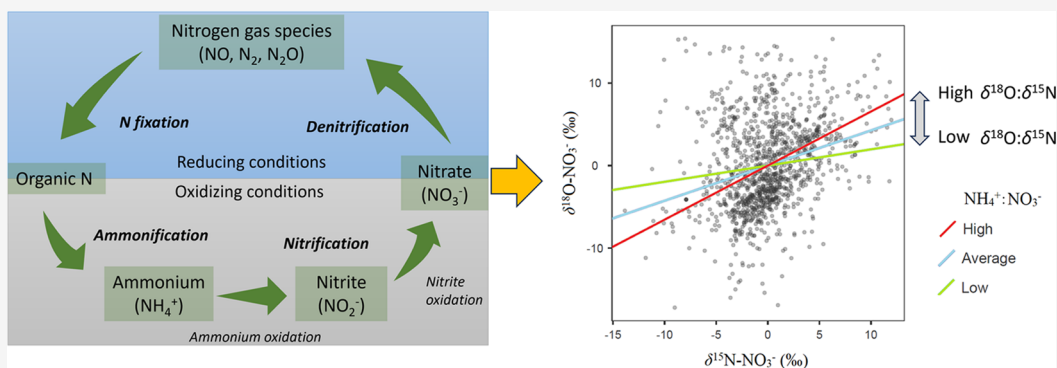 Nitrogen gas species
(NO, N₂, N₂O)
N fixation
Denitrification
Reducing conditions
Oxidizing conditions
Organic N
Nitrate
(NO₃⁻)
Ammonification
Nitrification
Ammonium
(NH₄⁺)
Nitrite
(NO₂⁻)
Nitrite
oxidation
Ammonium oxidation
δ¹⁸O-NO₃⁻ (‰)
10
0
-10
-15
-10
-5
0
5
10
δ¹⁵N-NO₃⁻ (‰)
High δ¹⁸O:δ¹⁵N
Low δ¹⁸O:δ¹⁵N
NH₄⁺:NO₃⁻
High
Average
Low